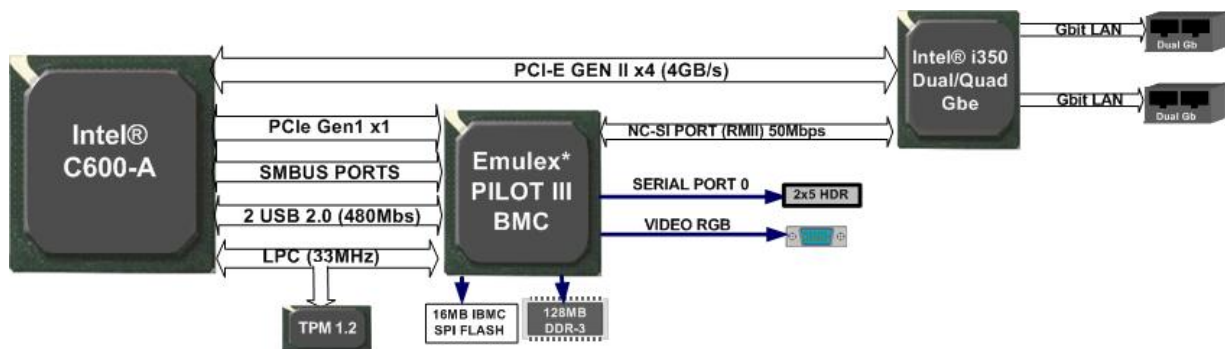 Intel®
C600-A
PCI-E GEN II x4 (4GB/s)
PCIe Gen1 x1
SMBUS PORTS
2 USB 2.0 (480Mbs)
LPC (33MHz)
TPM 1.2
Emulex*
PILOT III
BMC
16MB IBMC
SPI FLASH
128MB
DDR-3
NC-SI PORT (RMII) 50Mbps
SERIAL PORT 0
2x5 HDR
VIDEO RGB
Intel® i350
Dual/Quad
Gbe
Gbit LAN
Dual Gb
Gbit LAN
Dual Gb